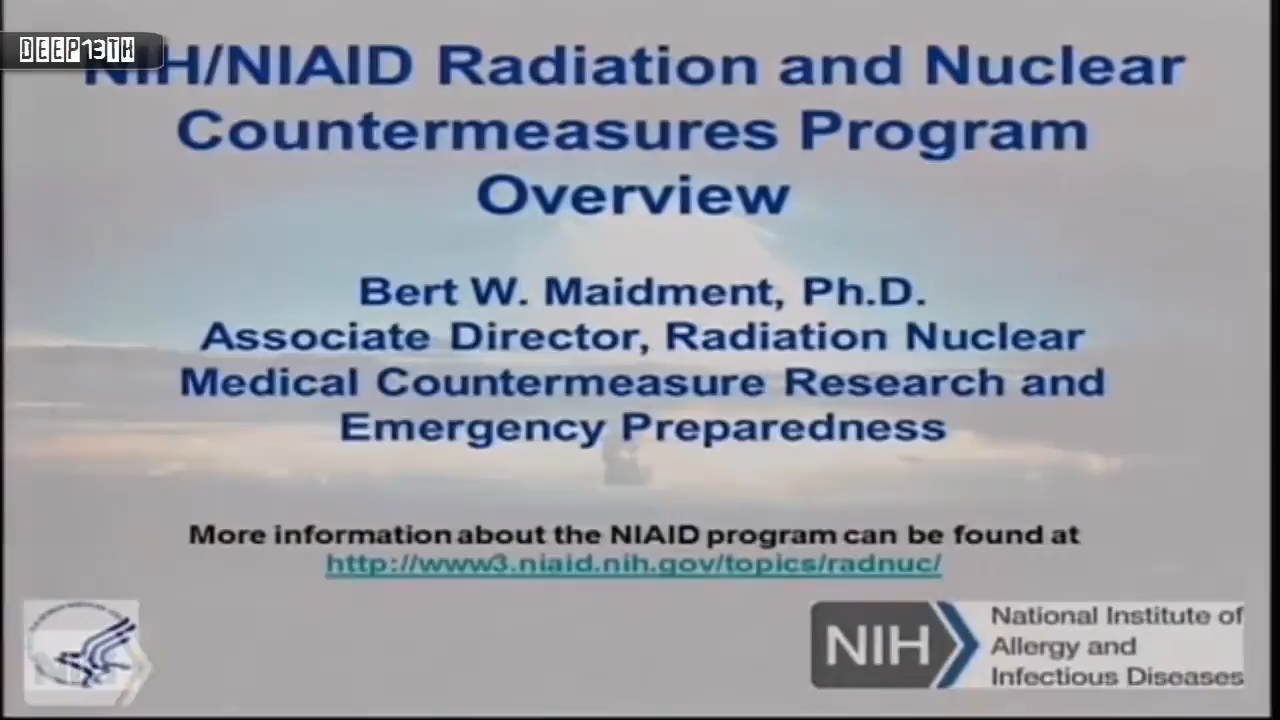 DEEP13TH
NIH/NIAID Radiation and Nuclear
Countermeasures Program
Overview
Bert W. Maidment, Ph.D.
Associate Director, Radiation Nuclear
Medical Countermeasure Research and
Emergency Preparedness
More information about the NIAID program can be found at
http://www3.niaid.nih.gov/topics/radnuc/
NIH
National Institute of
Allergy and
Infectious Diseases